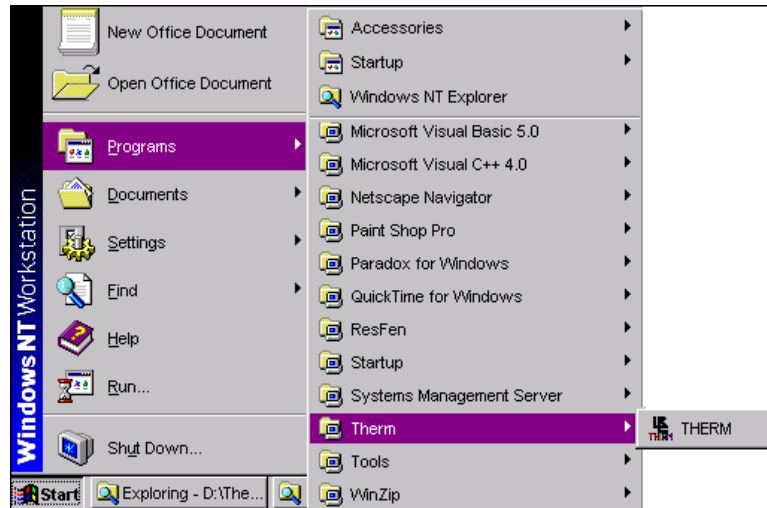 New Office Document
Open Office Document
Programs
Documents
Settings
Find
Help
Run...
Shut Down...
Windows NT Workstation
Accessories
Startup
Windows NT Explorer
Microsoft Visual Basic 5.0
Microsoft Visual C++ 4.0
Netscape Navigator
Paint Shop Pro
Paradox for Windows
QuickTime for Windows
ResFen
Startup
Systems Management Server
Therm
Tools
WinZip
THERM
Start
Exploring - D:\The...